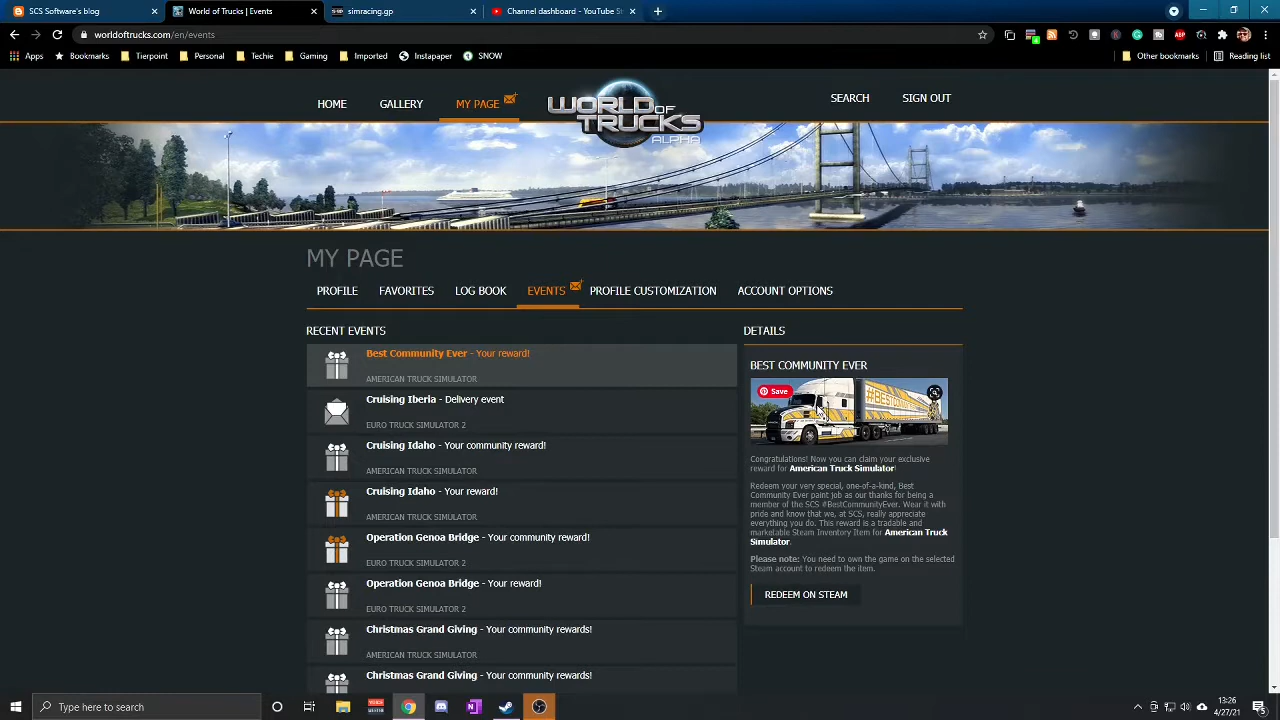 SCS Software's blog
World of Trucks | Events
simracing.gp
Channel dashboard - YouTube St
worldoftrucks.com/en/events
Apps
Bookmarks
Tierpoint
Personal
Techie
Gaming
Imported
Instapaper
SNOW
Other bookmarks
Reading list
HOME
GALLERY
MY PAGE
WORLD OF
TRUCKS
ALPHA
SEARCH
SIGN OUT
MY PAGE
PROFILE
FAVORITES
LOG BOOK
EVENTS
PROFILE CUSTOMIZATION
ACCOUNT OPTIONS
RECENT EVENTS
Best Community Ever - Your reward!
AMERICAN TRUCK SIMULATOR
Cruising Iberia - Delivery event
EURO TRUCK SIMULATOR 2
Cruising Idaho - Your community reward!
AMERICAN TRUCK SIMULATOR
Cruising Idaho - Your reward!
AMERICAN TRUCK SIMULATOR
Operation Genoa Bridge - Your community reward!
EURO TRUCK SIMULATOR 2
Operation Genoa Bridge - Your reward!
EURO TRUCK SIMULATOR 2
Christmas Grand Giving - Your community rewards!
AMERICAN TRUCK SIMULATOR
Christmas Grand Giving - Your community rewards!
DETAILS
BEST COMMUNITY EVER
Save
Congratulations! Now you can claim your exclusive
reward for American Truck Simulator!
Redeem your very special, one-of-a-kind, Best
Community Ever paint job as our thanks for being a
member of the SCS #BestCommunityEver. Wear it with
pride and know that we, at SCS, really appreciate
everything you do. This reward is a tradable and
marketable Steam Inventory Item for American Truck
Simulator.
Please note: You need to own the game on the selected
Steam account to redeem the item.
REDEEM ON STEAM
Type here to search
13:26
4/27/21